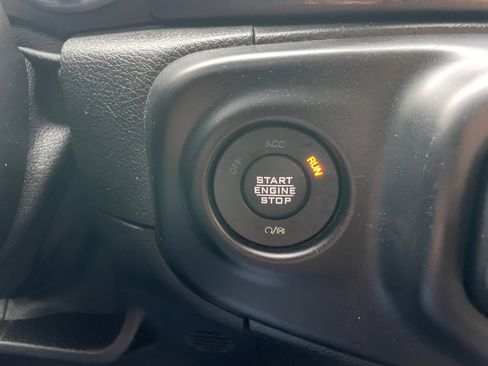 ACC
OFF
RUN
START
ENGINE
STOP